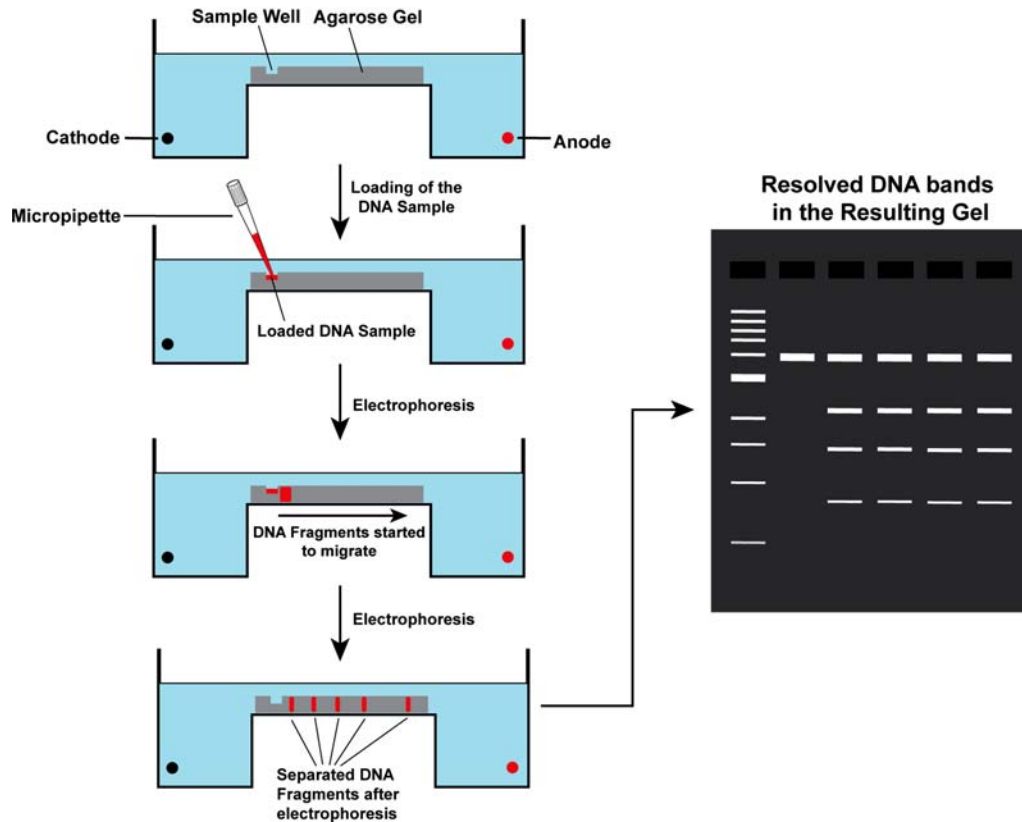 Sample Well
Agarose Gel
Cathode
Anode
Loading of the
DNA Sample
Micropipette
Loaded DNA Sample
Electrophoresis
DNA Fragments started
to migrate
Electrophoresis
Separated DNA
Fragments after
electrophoresis
Resolved DNA bands
in the Resulting Gel